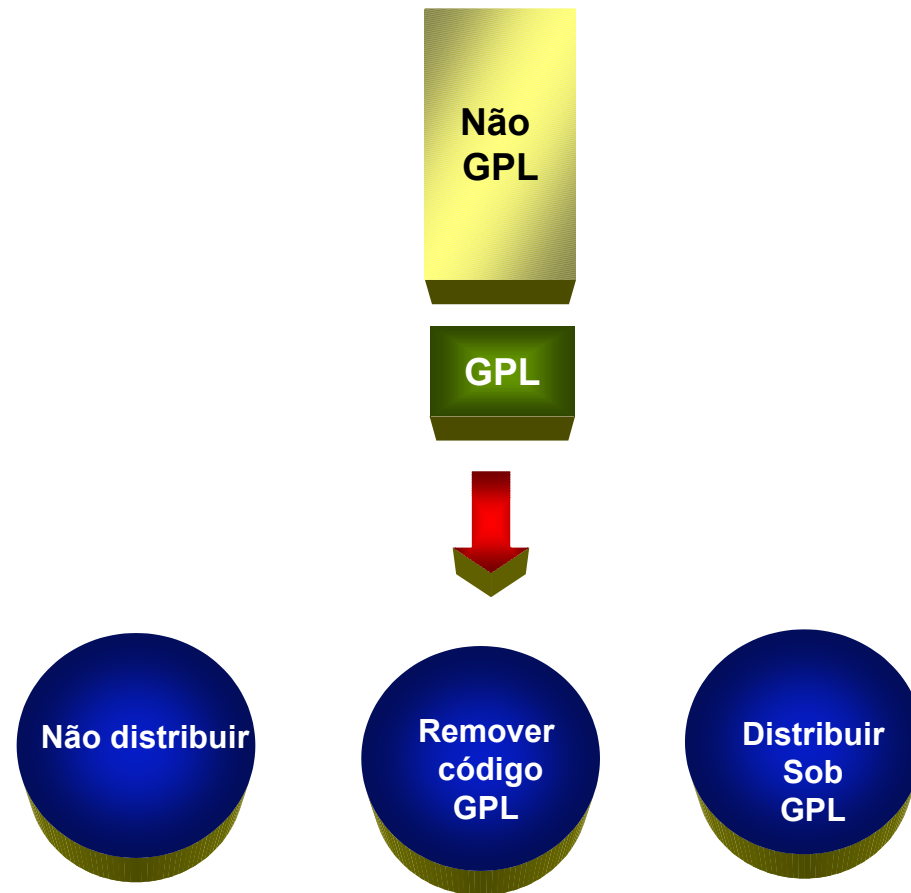 Não
GPL
GPL
Não distribuir
Remover
código
GPL
Distribuir
Sob
GPL